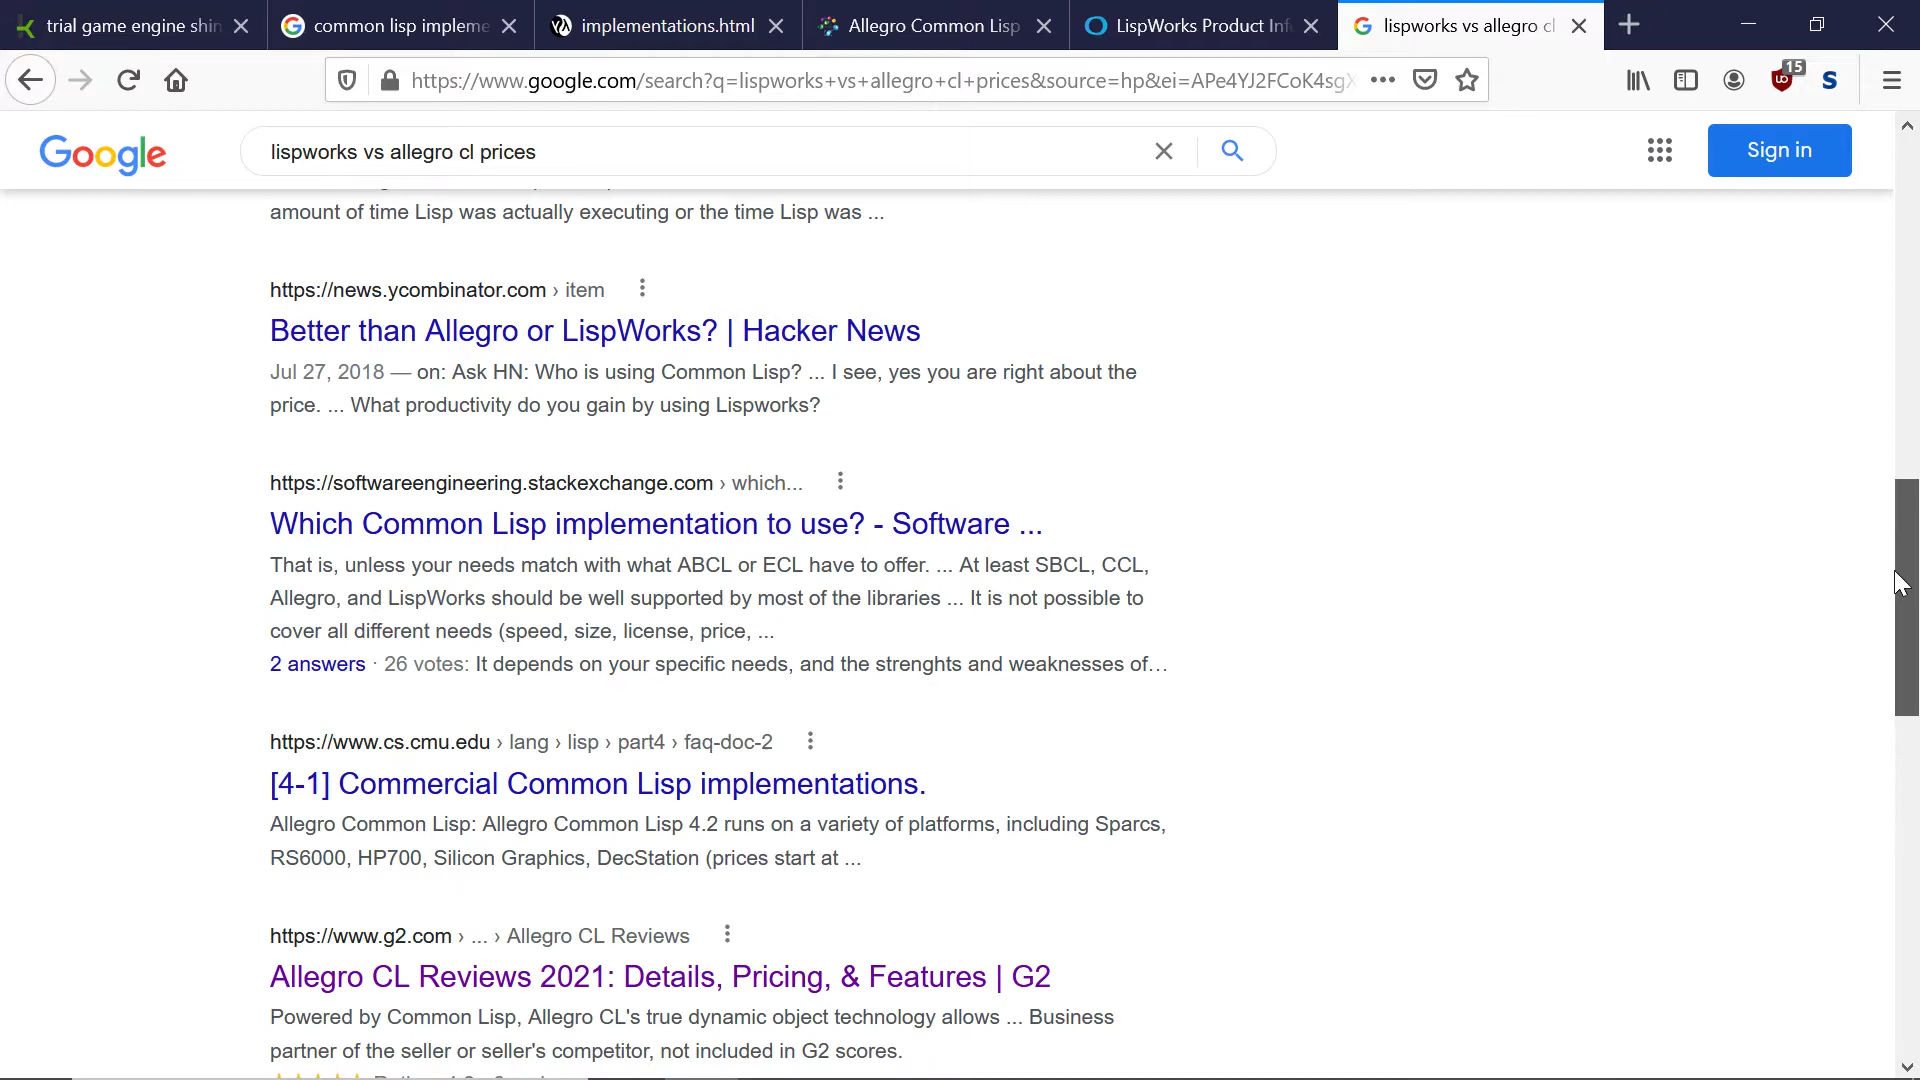 trial game engine shin
common lisp impleme
implementations.html
Allegro Common Lisp
LispWorks Product Inf
lispworks vs allegro cl
https://www.google.com/search?q=lispworks+vs+allegro+cl+prices&source=hp&ei=APe4YJ2FCoK4sgX
15
S
Google
lispworks vs allegro cl prices
Sign in
amount of time Lisp was actually executing or the time Lisp was ...
https://news.ycombinator.com › item
Better than Allegro or LispWorks? | Hacker News
Jul 27, 2018 — on: Ask HN: Who is using Common Lisp? ... I see, yes you are right about the
price. ... What productivity do you gain by using Lispworks?
https://softwareengineering.stackexchange.com › which...
Which Common Lisp implementation to use? - Software ...
That is, unless your needs match with what ABCL or ECL have to offer. ... At least SBCL, CCL,
Allegro, and LispWorks should be well supported by most of the libraries ... It is not possible to
cover all different needs (speed, size, license, price, ...
2 answers · 26 votes: It depends on your specific needs, and the strenghts and weaknesses of…
https://www.cs.cmu.edu › lang › lisp › part4 › faq-doc-2
[4-1] Commercial Common Lisp implementations.
Allegro Common Lisp: Allegro Common Lisp 4.2 runs on a variety of platforms, including Sparcs,
RS6000, HP700, Silicon Graphics, DecStation (prices start at ...
https://www.g2.com › ... › Allegro CL Reviews
Allegro CL Reviews 2021: Details, Pricing, & Features | G2
Powered by Common Lisp, Allegro CL's true dynamic object technology allows ... Business
partner of the seller or seller's competitor, not included in G2 scores.